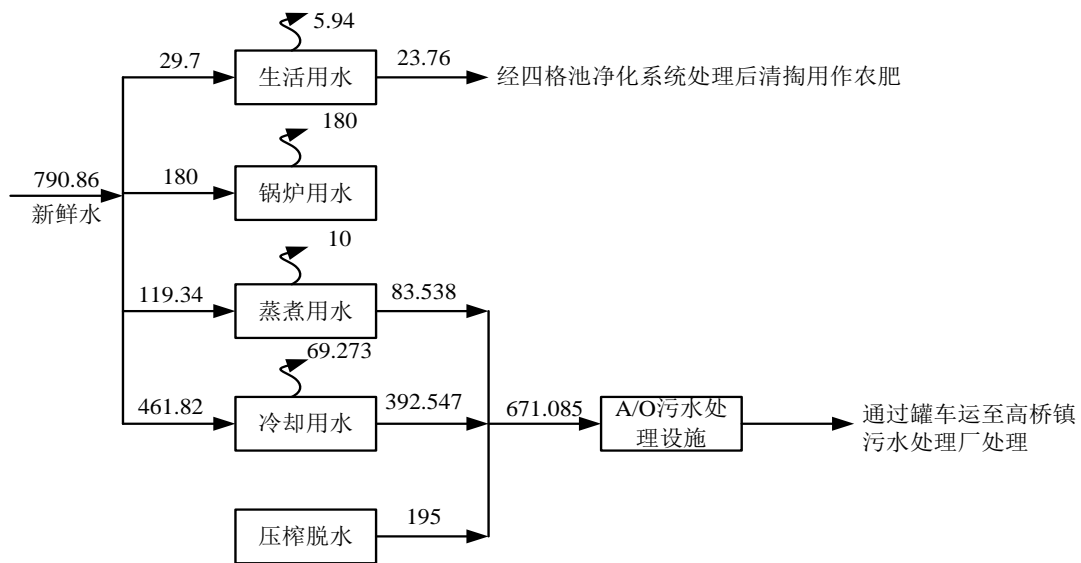 5.94
29.7
生活用水
23.76
经四格池净化系统处理后清掏用作农肥
180
790.86
新鲜水
180
锅炉用水
10
119.34
蒸煮用水
83.538
69.273
461.82
冷却用水
392.547
671.085
A/O污水处
理设施
通过罐车运至高桥镇
污水处理厂处理
压榨脱水
195